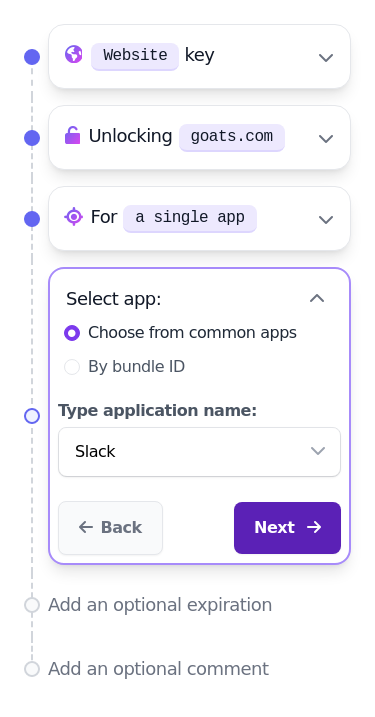 Website key
Unlocking goats.com
For a single app
Select app:
Choose from common apps
By bundle ID
Type application name:
Slack
Back
Next
Add an optional expiration
Add an optional comment